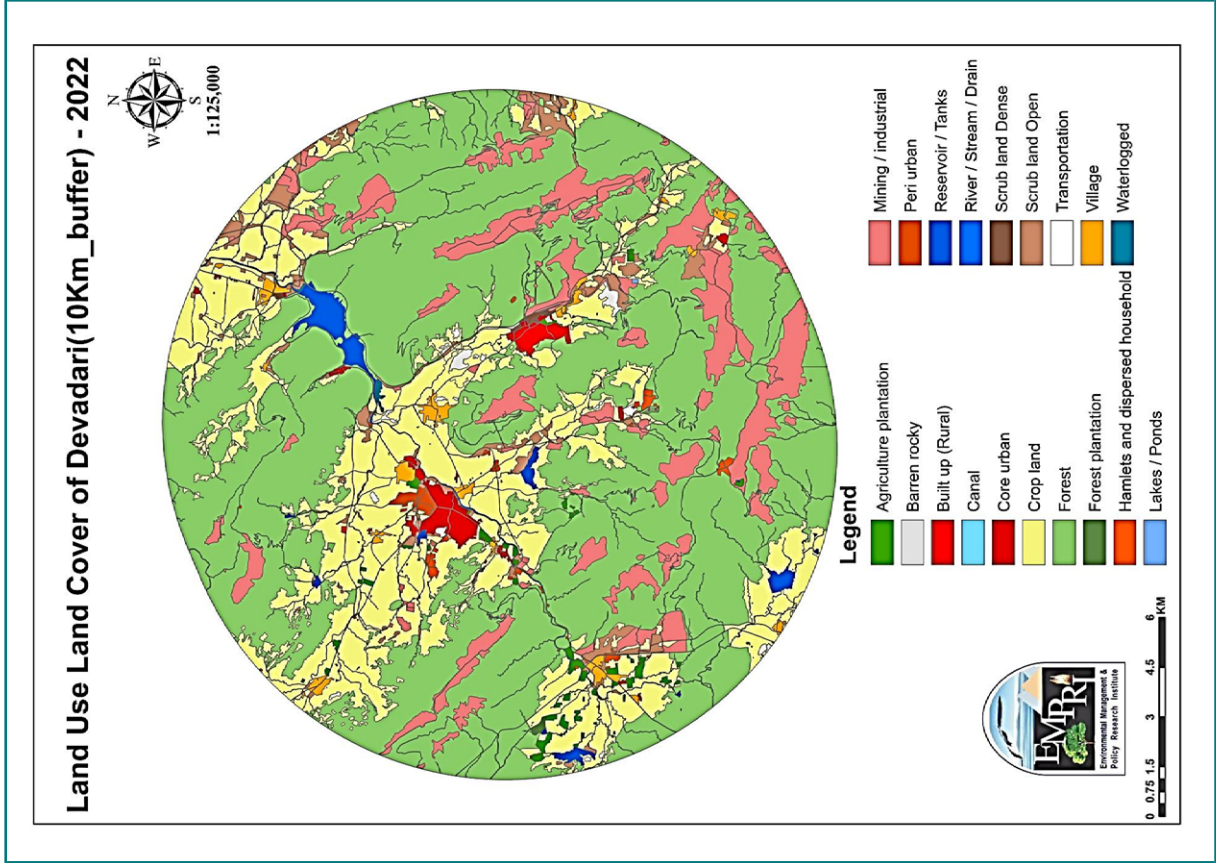 Land Use Land Cover of Devadari(10Km_buffer) - 2022
N
W
E
S
1:125,000
Legend
Agriculture plantation
Barren rocky
Built up (Rural)
Canal
Core urban
Crop land
Forest
Forest plantation
Hamlets and dispersed household
Lakes / Ponds
Mining / industrial
Peri urban
Reservoir / Tanks
River / Stream / Drain
Scrub land Dense
Scrub land Open
Transportation
Village
Waterlogged
EMPRI
Environmental Management &
Policy Research Institute
0 0.75 1.5 3 4.5 6
KM